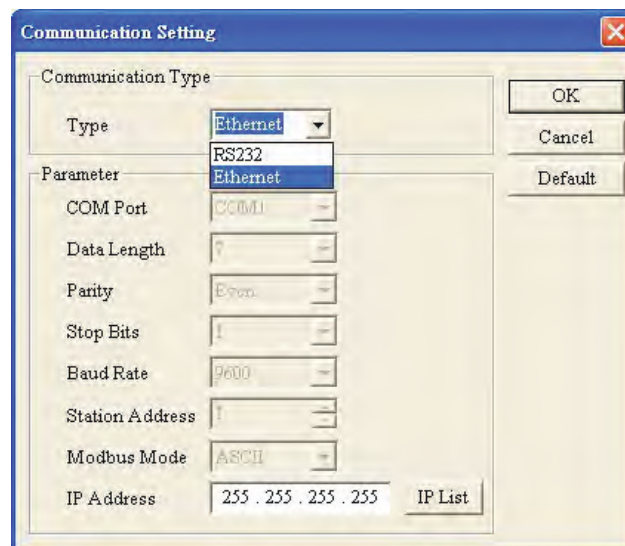 Communication Setting
Communication Type
Type Ethernet
RS232
Ethernet
OK
Cancel
Default
Parameter
COM Port COM1
Data Length 7
Parity Even
Stop Bits 1
Baud Rate 9600
Station Address 1
Modbus Mode ASCII
IP Address 255 . 255 . 255 . 255 IP List